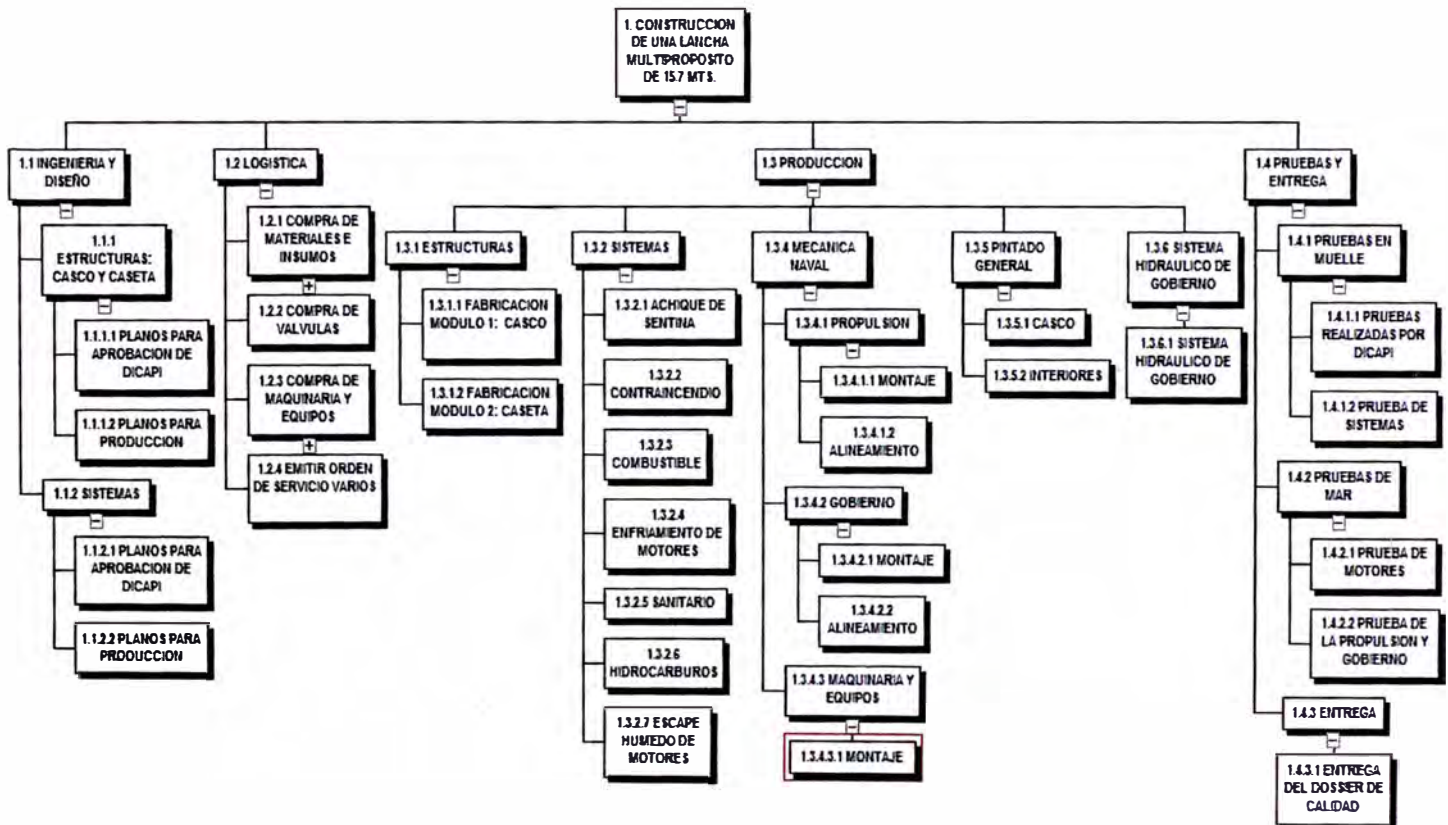 1. CONSTRUCCION
DE UNA LANCHA
MULTIPROPOSITO
DE 15.7 MTS.
1.1 INGENIERIA Y
DISEÑO
1.1.1
ESTRUCTURAS:
CASCO Y CASETA
1.1.1.1 PLANOS PARA
APROBACION DE
DICAPI
1.1.1.2 PLANOS PARA
PRODUCCION
1.1.2 SISTEMAS
1.1.2.1 PLANOS PARA
APROBACION DE
DICAPI
1.1.2.2 PLANOS PARA
PRODUCCION
1.2 LOGISTICA
1.2.1 COMPRA DE
MATERIALES E
INSUMOS
1.2.2 COMPRA DE
VALVULAS
1.2.3 COMPRA DE
MAQUINARIA Y
EQUIPOS
1.2.4 EMITIR ORDEN
DE SERVICIO VARIOS
1.3 PRODUCCION
1.3.1 ESTRUCTURAS
1.3.1.1 FABRICACION
MODULO 1: CASCO
1.3.1.2 FABRICACION
MODULO 2: CASETA
1.3.2 SISTEMAS
1.3.2.1 ACHIQUE DE
SENTINA
1.3.2.2
CONTRAINCENDIO
1.3.2.3
COMBUSTIBLE
1.3.2.4
ENFRIAMIENTO DE
MOTORES
1.3.2.5 SANITARIO
1.3.2.6
HIDROCARBUROS
1.3.2.7 ESCAPE
HUMEDO DE
MOTORES
1.3.4 MECANICA
NAVAL
1.3.4.1 PROPULSION
1.3.4.1.1 MONTAJE
1.3.4.1.2
ALINEAMIENTO
1.3.4.2 GOBIERNO
1.3.4.2.1 MONTAJE
1.3.4.2.2
ALINEAMIENTO
1.3.4.3 MAQUINARIA Y
EQUIPOS
1.3.4.3.1 MONTAJE
1.3.5 PINTADO
GENERAL
1.3.5.1 CASCO
1.3.5.2 INTERIORES
1.3.6 SISTEMA
HIDRAULICO DE
GOBIERNO
1.3.6.1 SISTEMA
HIDRAULICO DE
GOBIERNO
1.4 PRUEBAS Y
ENTREGA
1.4.1 PRUEBAS EN
MUELLE
1.4.1.1 PRUEBAS
REALIZADAS POR
DICAPI
1.4.1.2 PRUEBA DE
SISTEMAS
1.4.2 PRUEBAS DE
MAR
1.4.2.1 PRUEBA DE
MOTORES
1.4.2.2 PRUEBA DE
LA PROPULSION Y
GOBIERNO
1.4.3 ENTREGA
1.4.3.1 ENTREGA
DEL DOSSER DE
CALIDAD